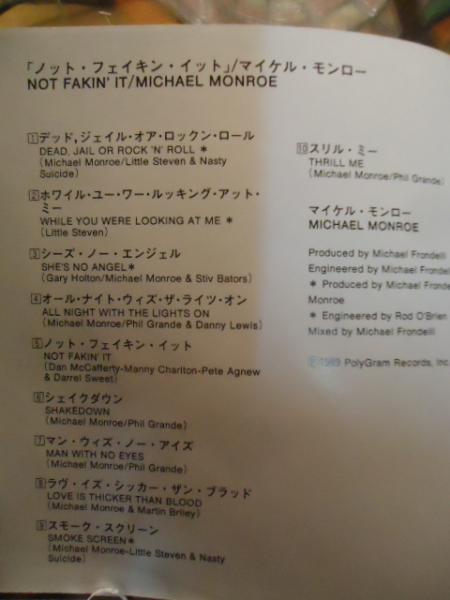 「ノット・フェイキン・イット」/マイケル・モンロー
NOT FAKIN' IT/MICHAEL MONROE
1 デッド,ジェイル・オア・ロックン・ロール
DEAD, JAIL OR ROCK 'N' ROLL *
(Michael Monroe/Little Steven & Nasty
Suicide)
2 ホワイル・ユー・ワー・ルッキング・アット・
ミー
WHILE YOU WERE LOOKING AT ME *
(Little Steven)
3 シーズ・ノー・エンジェル
SHE'S NO ANGEL *
(Gary Holton/Michael Monroe & Stiv Bators)
4 オール・ナイト・ウィズ・ザ・ライツ・オン
ALL NIGHT WITH THE LIGHTS ON
(Michael Monroe/Phil Grande & Danny Lewis)
5 ノット・フェイキン・イット
NOT FAKIN' IT
(Dan McCafferty-Manny Charlton-Pete Agnew
& Darrel Sweet)
6 シェイクダウン
SHAKEDOWN
(Michael Monroe/Phil Grande)
7 マン・ウィズ・ノー・アイズ
MAN WITH NO EYES
(Michael Monroe/Phil Grande)
8 ラヴ・イズ・シッカー・ザン・ブラッド
LOVE IS THICKER THAN BLOOD
(Michael Monroe & Martin Briley)
9 スモーク・スクリーン
SMOKE SCREEN *
(Michael Monroe-Little Steven & Nasty
Suicide)
10 スリル・ミー
THRILL ME
(Michael Monroe/Phil Grande)
マイケル・モンロー
MICHAEL MONROE
Produced by Michael Frondelli
Engineered by Michael Frondelli
* Produced by Michael Fronde
Monroe
* Engineered by Rod O'Brien
Mixed by Michael Frondelli
Ⓟ1989 PolyGram Records, Inc.